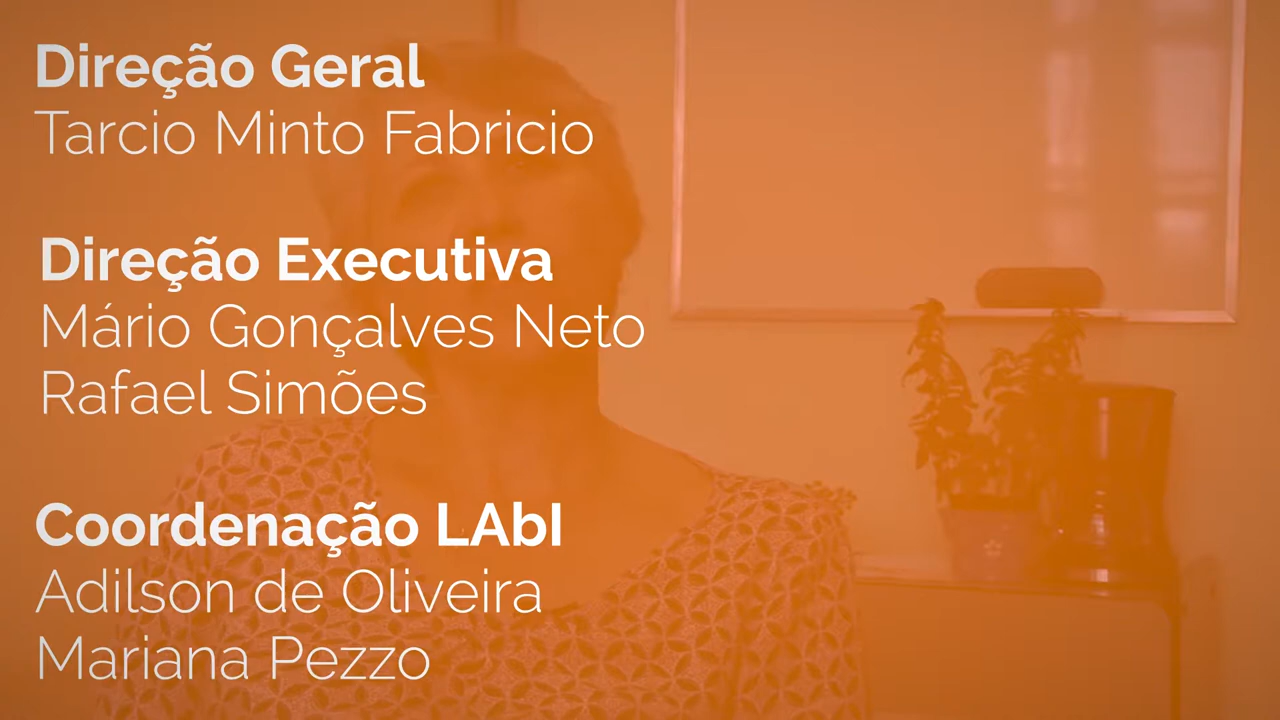 Direção Geral
Tarcio Minto Fabricio
Direção Executiva
Mário Gonçalves Neto
Rafael Simões
Coordenação LAbI
Adilson de Oliveira
Mariana Pezzo